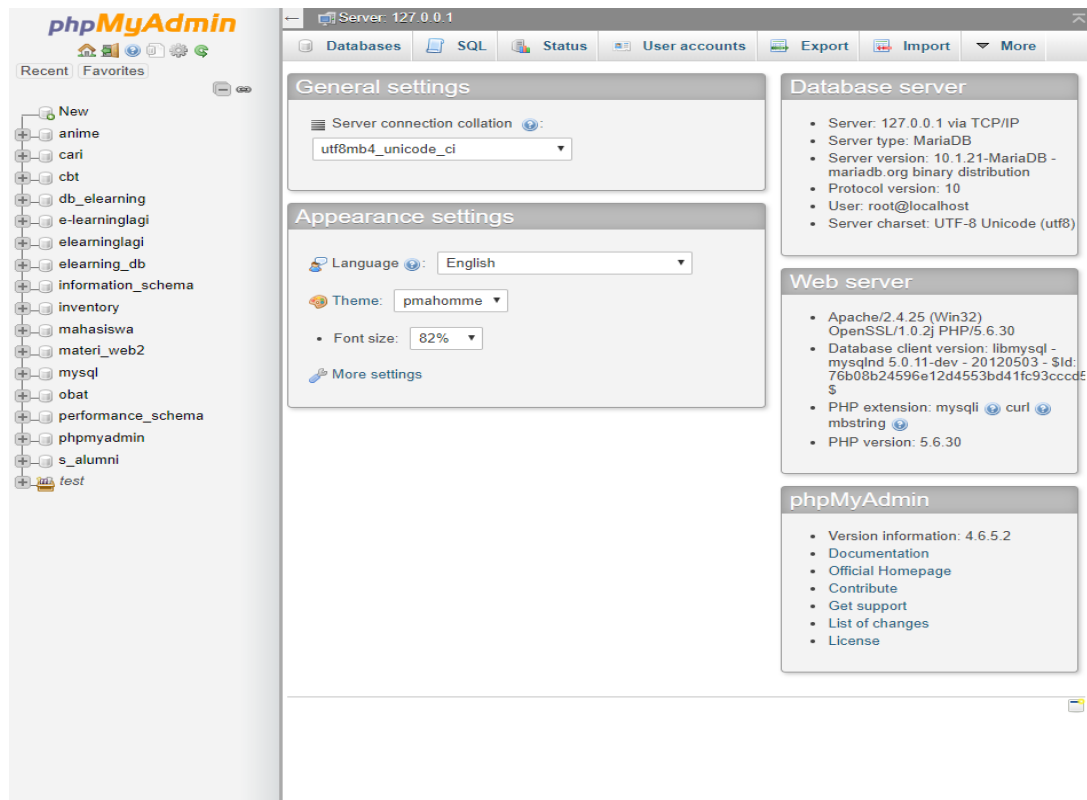 phpMyAdmin
Recent Favorites
New
anime
cari
cbt
db_elearning
e-learninglagi
elearninglagi
elearning_db
information_schema
inventory
mahasiswa
materi_web2
mysql
obat
performance_schema
phpmyadmin
s_alumni
test
Server: 127.0.0.1
Databases SQL Status User accounts Export Import More
General settings
Server connection collation :
utf8mb4_unicode_ci
Appearance settings
Language : English
Theme: pmahomme
Font size: 82%
More settings
Database server
Server: 127.0.0.1 via TCP/IP
Server type: MariaDB
Server version: 10.1.21-MariaDB -
mariadb.org binary distribution
Protocol version: 10
User: root@localhost
Server charset: UTF-8 Unicode (utf8)
Web server
Apache/2.4.25 (Win32)
OpenSSL/1.0.2j PHP/5.6.30
Database client version: libmysql -
mysqlnd 5.0.11-dev - 20120503 - $Id:
76b08b24596e12d4553bd41fc93cccd5
$
PHP extension: mysqli curl
mbstring
PHP version: 5.6.30
phpMyAdmin
Version information: 4.6.5.2
Documentation
Official Homepage
Contribute
Get support
List of changes
License